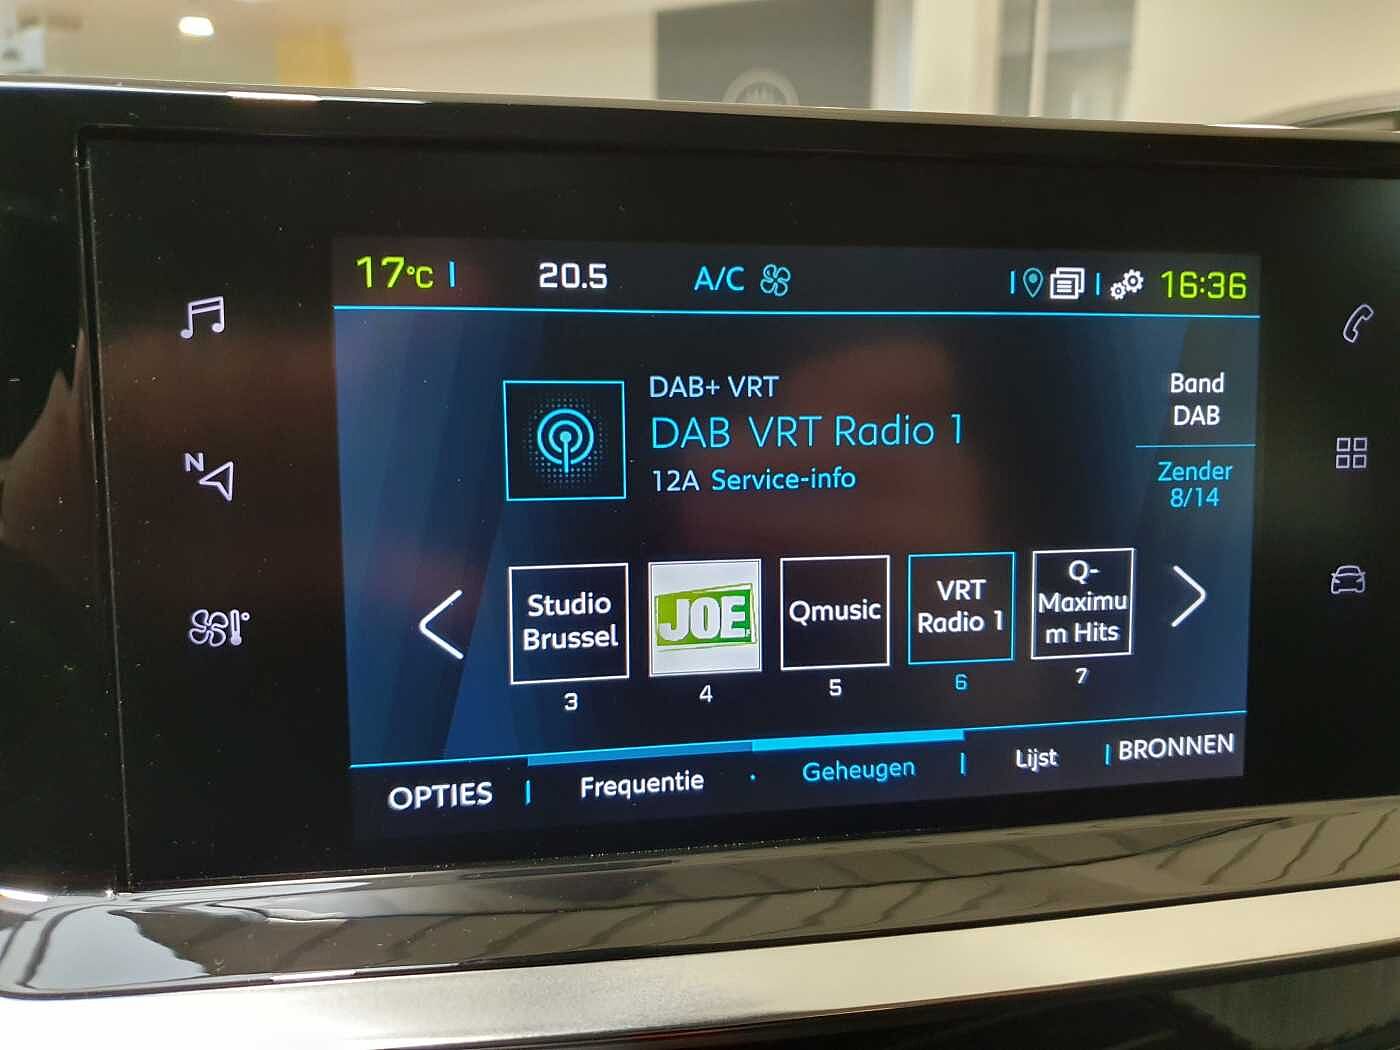 17°C
20.5
A/C
16:36
N
DAB+ VRT
DAB VRT Radio 1
12A Service-info
Band
DAB
Zender
8/14
Studio
Brussel
3
JOE
4
Qmusic
5
VRT
Radio 1
6
Q-
Maximu
m Hits
7
OPTIES
Frequentie
Geheugen
Lijst
BRONNEN